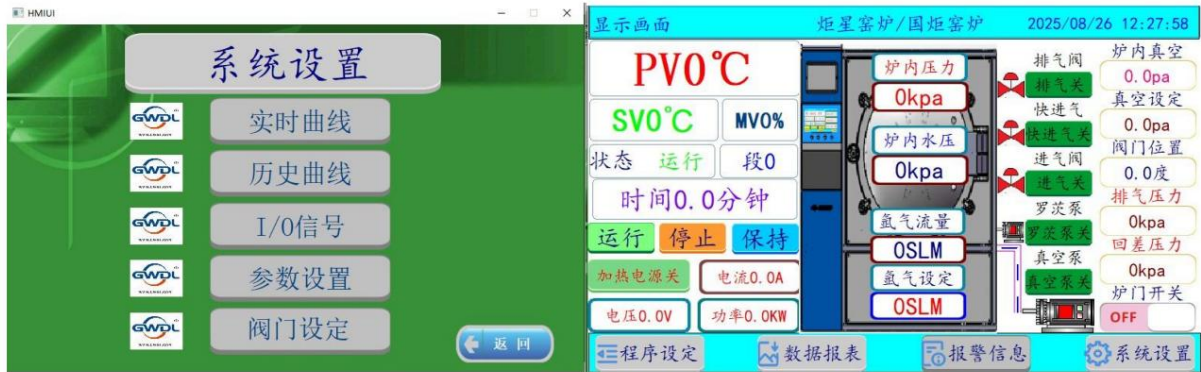 HMIUI
系统设置
GWDL
实时曲线
GWDL
历史曲线
GWDL
I/O信号
GWDL
参数设置
GWDL
阀门设定
返回
显示画面
炬星窑炉/国炬窑炉
2025/08/26 12:27:58
PV0℃
SV0℃
MV0%
状态 运行
段0
时间0.0分钟
运行
停止
保持
加热电源关
电流0.0A
电压0.0V
功率0.0KW
炉内压力
0kpa
炉内水压
0kpa
氩气流量
0SLM
氩气设定
0SLM
排气阀
排气关
快进气
快进气关
进气阀
进气关
罗茨泵
罗茨泵关
真空泵
真空泵关
炉内真空
0.0pa
真空设定
0.0pa
阀门位置
0.0度
排气压力
0kpa
回差压力
0kpa
炉门开关
OFF
程序设定
数据报表
报警信息
系统设置